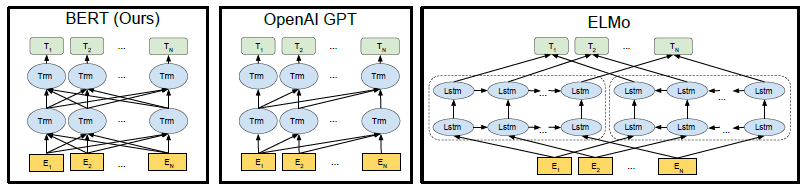 BERT (Ours) OpenAI GPT ELMo
T1 T2 ... TN T1 T2 ... TN T1 T2 ... TN
Trm Trm ... Trm Trm Trm ... Trm Lstm Lstm ... Lstm Lstm Lstm ... Lstm
Trm Trm ... Trm Trm Trm ... Trm Lstm Lstm ... Lstm Lstm Lstm ... Lstm
E1 E2 ... EN E1 E2 ... EN E1 E2 ... EN